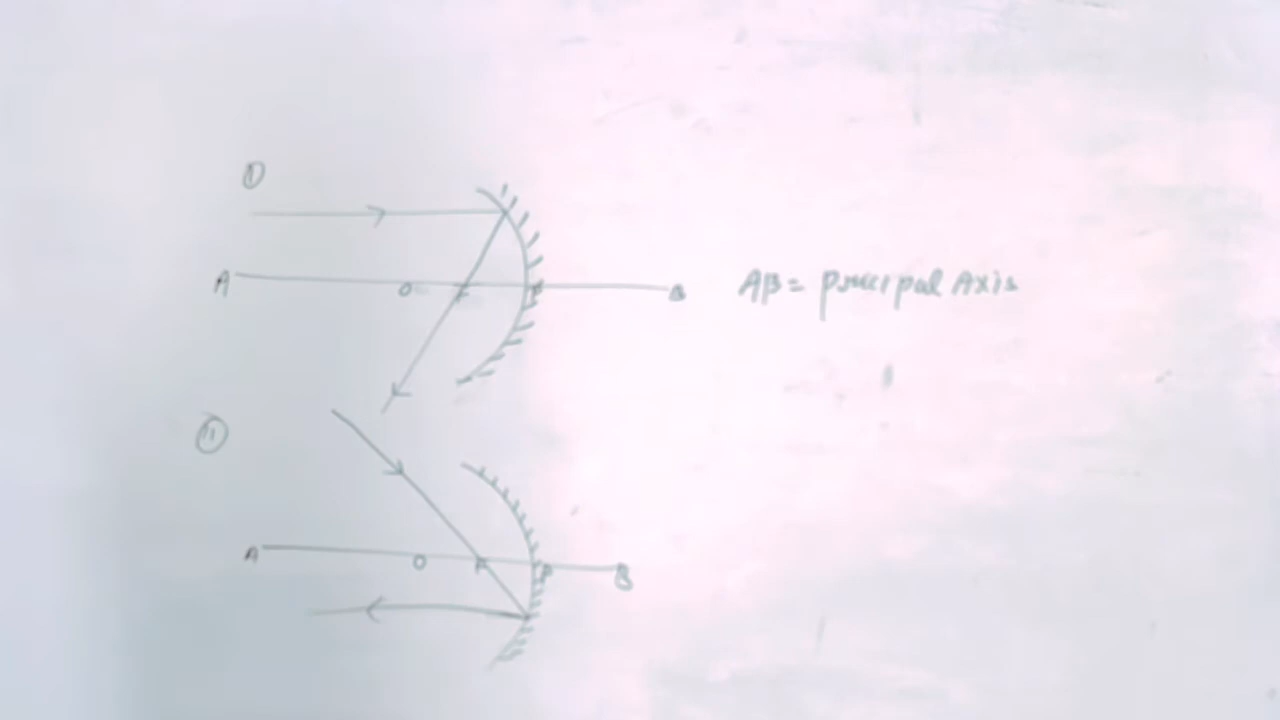 ①
A O F P B AB = principal Axis
⑪
A O F P B